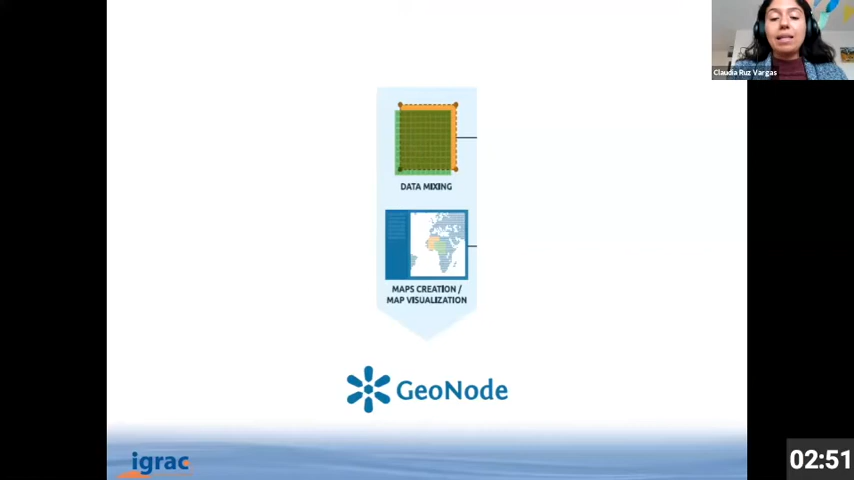 Claudia Ruz Vargas
DATA MIXING
MAPS CREATION /
MAP VISUALIZATION
GeoNode
igrac
02:51